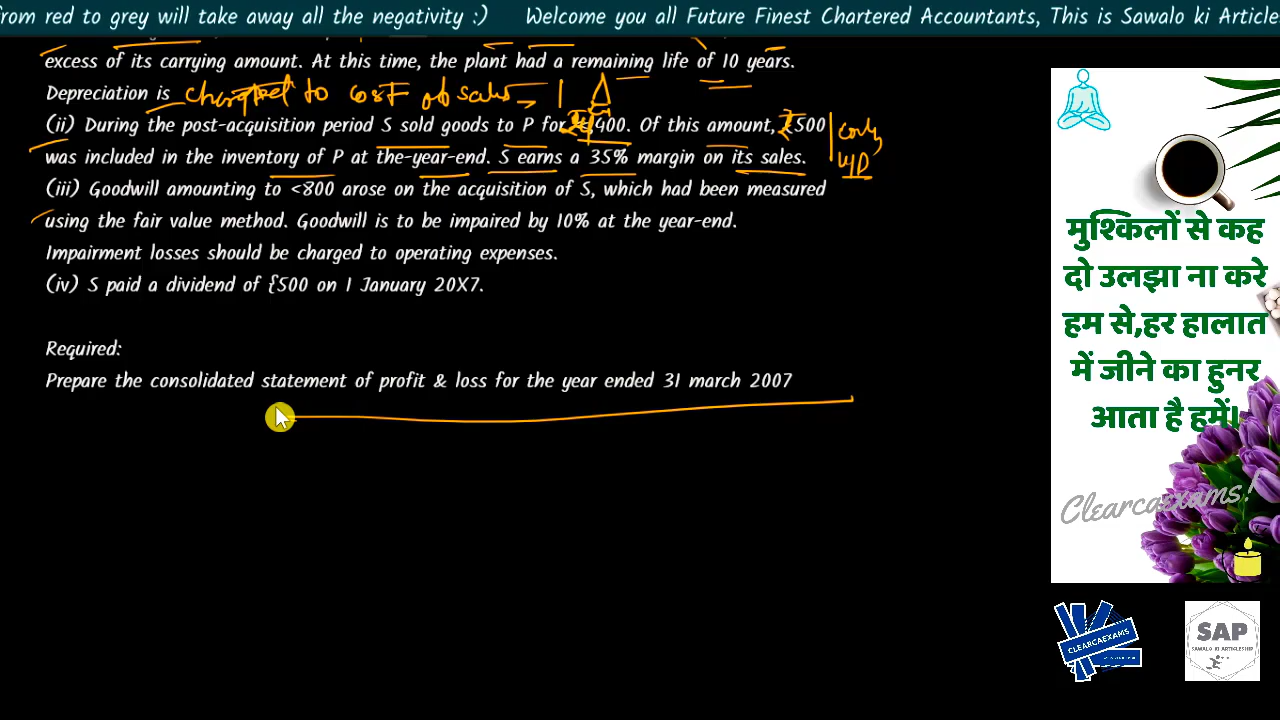 from red to grey will take away all the negativity :) Welcome you all Future Finest Chartered Accountants, This is Sawalo ki Article
excess of its carrying amount. At this time, the plant had a remaining life of 10 years.
Depreciation is charged to cost of sales
(ii) During the post-acquisition period S sold goods to P for ₹4,400. Of this amount, ₹500
was included in the inventory of P at the-year-end. S earns a 35% margin on its sales.
(iii) Goodwill amounting to <800 arose on the acquisition of S, which had been measured
using the fair value method. Goodwill is to be impaired by 10% at the year-end.
Impairment losses should be charged to operating expenses.
(iv) S paid a dividend of {500 on 1 January 20X7.
Required:
Prepare the consolidated statement of profit & loss for the year ended 31 march 2007
मुश्किलों से कह
दो उलझा ना करे
हम से,हर हालात
में जीने का हुनर
आता है हमें।
Clearcaexams!
CLEARCAEXAMS
SAP
SAWALO KI ARTICLESHIP